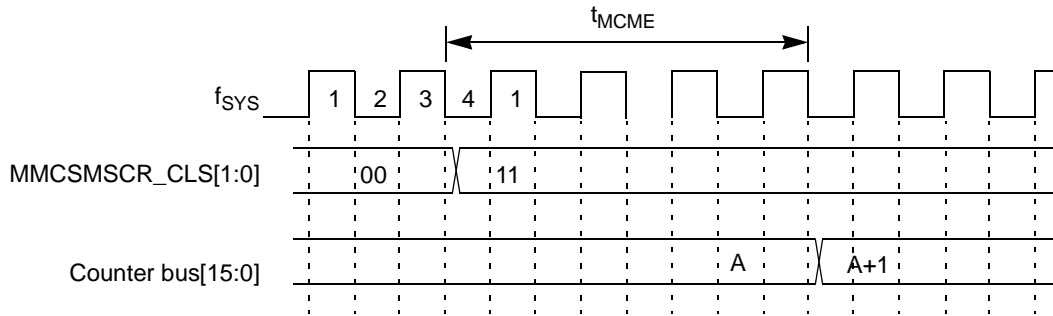 tMCME
fSYS 1 2 3 4 1
MMCSMSCR_CLS[1:0] 00 11
Counter bus[15:0] A A+1